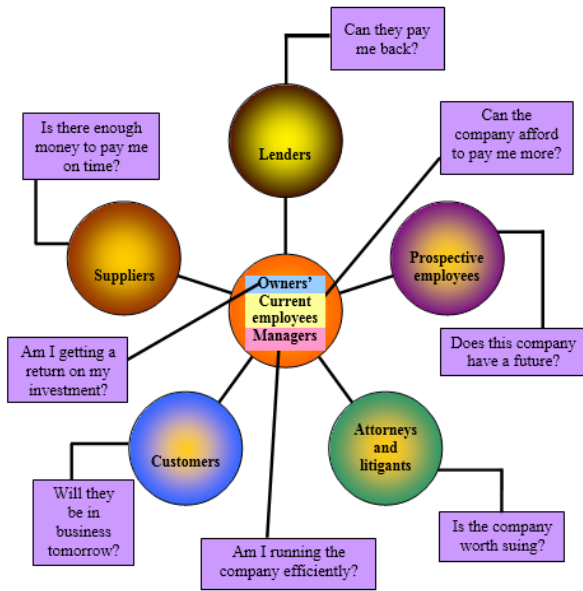 Can they pay
me back?
Can the
company afford
to pay me more?
Is there enough
money to pay me
on time?
Lenders
Suppliers
Prospective
employees
Owners’
Current
employees
Managers
Does this company
have a future?
Am I getting a
return on my
investment?
Customers
Attorneys
and
litigants
Will they
be in
business
tomorrow?
Is the company
worth suing?
Am I running the
company efficiently?